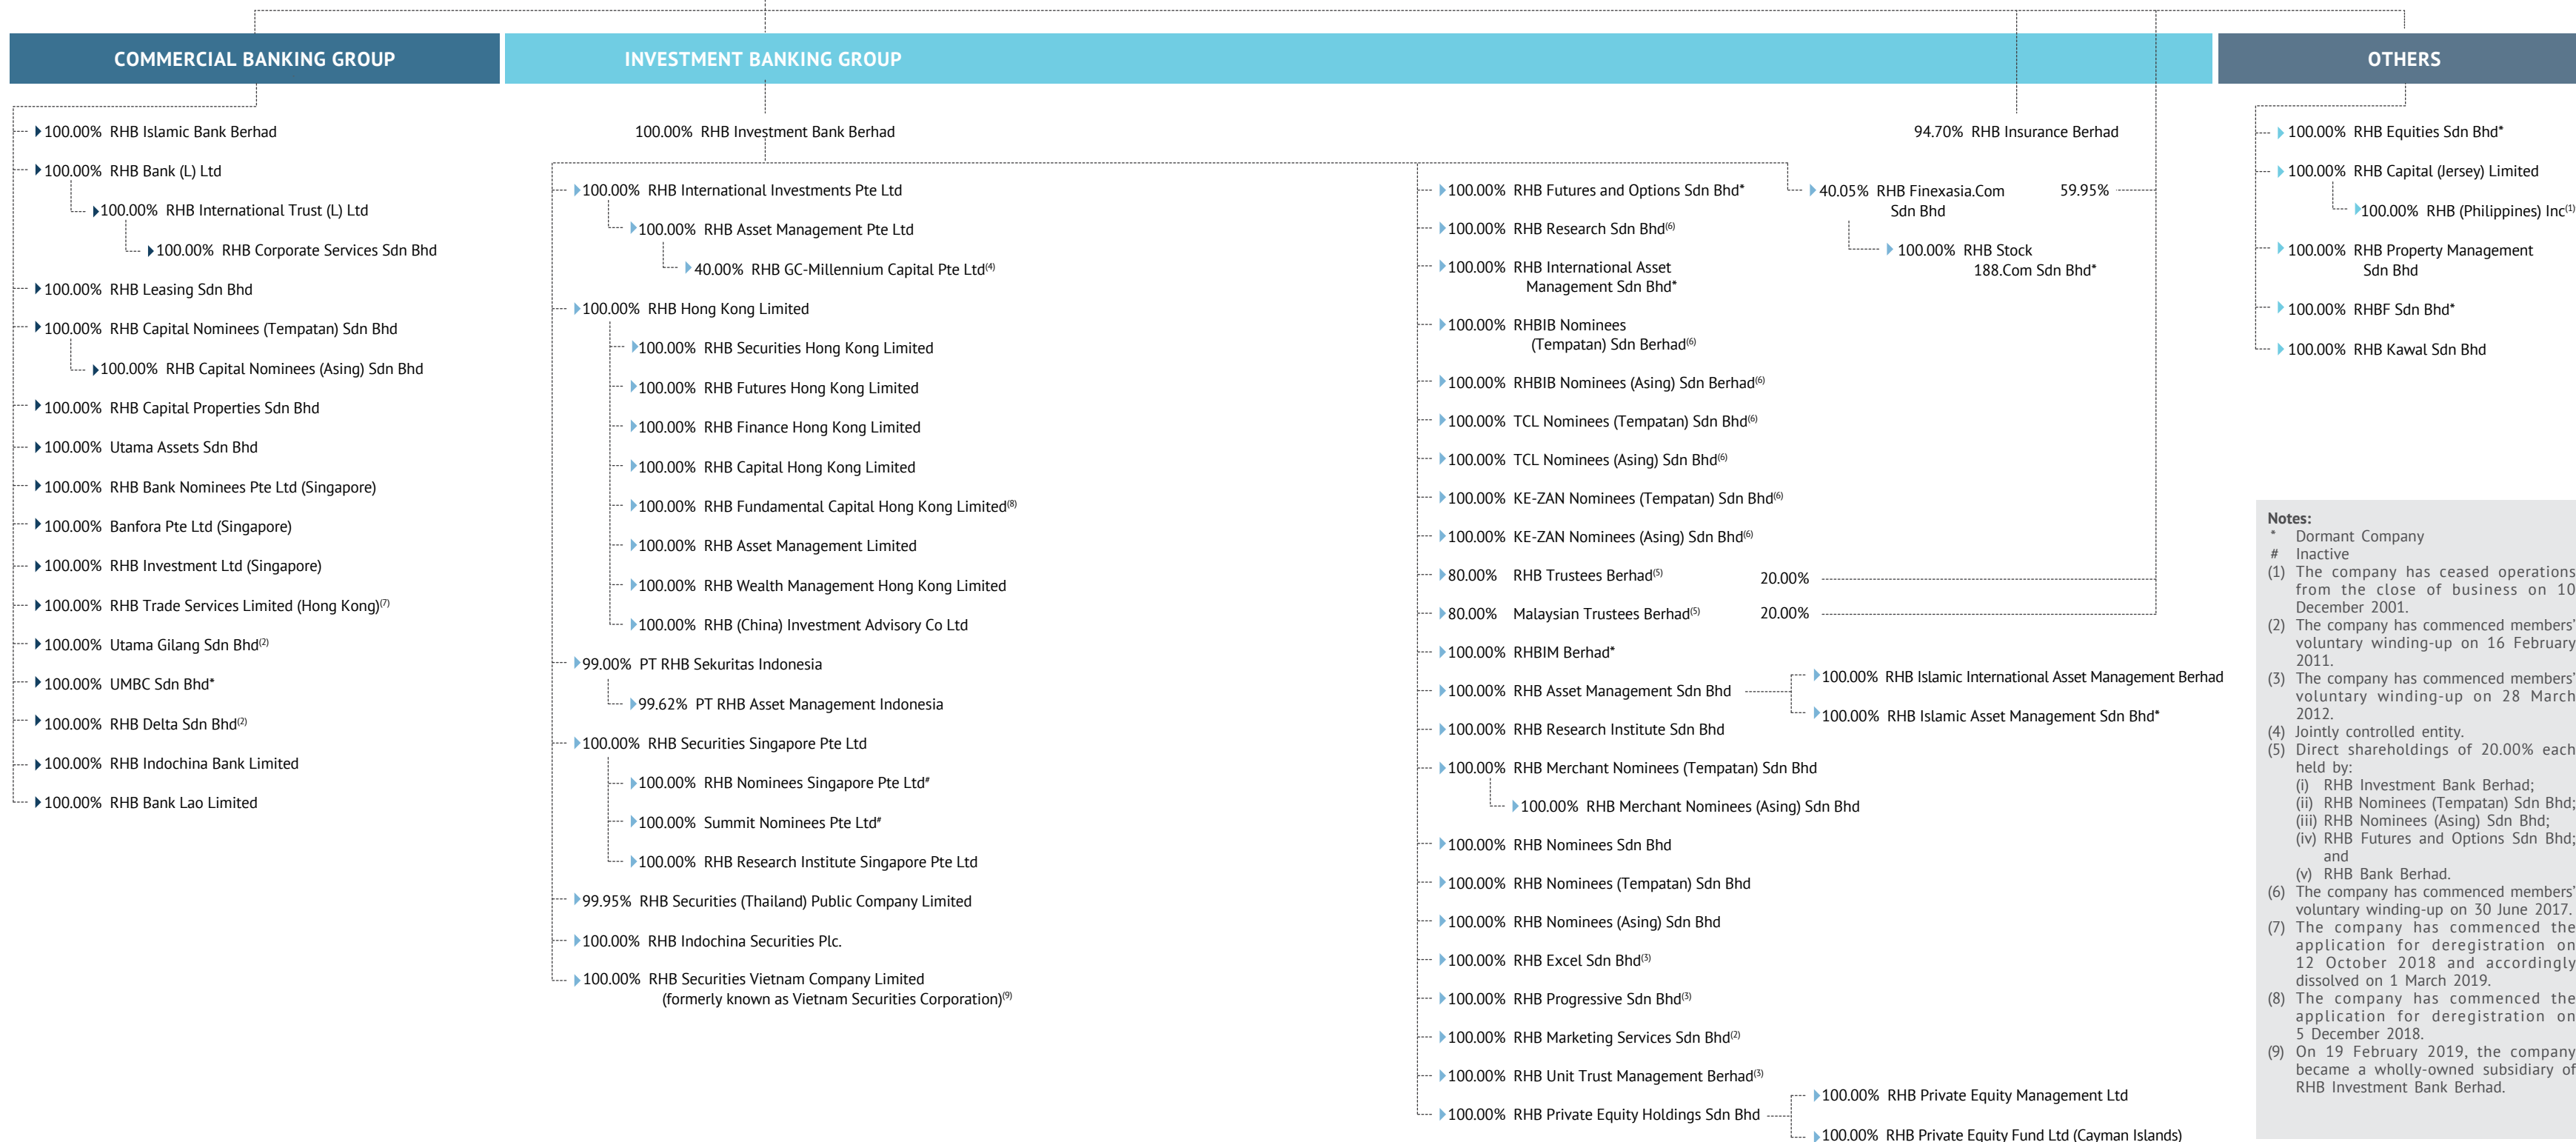 COMMERCIAL BANKING GROUP
100.00% RHB Islamic Bank Berhad
100.00% RHB Bank (L) Ltd
100.00% RHB International Trust (L) Ltd
100.00% RHB Corporate Services Sdn Bhd
100.00% RHB Leasing Sdn Bhd
100.00% RHB Capital Nominees (Tempatan) Sdn Bhd
100.00% RHB Capital Nominees (Asing) Sdn Bhd
100.00% RHB Capital Properties Sdn Bhd
100.00% Utama Assets Sdn Bhd
100.00% RHB Bank Nominees Pte Ltd (Singapore)
100.00% Banfora Pte Ltd (Singapore)
100.00% RHB Investment Ltd (Singapore)
100.00% RHB Trade Services Limited (Hong Kong)(7)
100.00% Utama Gilang Sdn Bhd(2)
100.00% UMBC Sdn Bhd*
100.00% RHB Delta Sdn Bhd(2)
100.00% RHB Indochina Bank Limited
100.00% RHB Bank Lao Limited
INVESTMENT BANKING GROUP
100.00% RHB Investment Bank Berhad
100.00% RHB International Investments Pte Ltd
100.00% RHB Asset Management Pte Ltd
40.00% RHB GC-Millennium Capital Pte Ltd(4)
100.00% RHB Hong Kong Limited
100.00% RHB Securities Hong Kong Limited
100.00% RHB Futures Hong Kong Limited
100.00% RHB Finance Hong Kong Limited
100.00% RHB Capital Hong Kong Limited
100.00% RHB Fundamental Capital Hong Kong Limited(8)
100.00% RHB Asset Management Limited
100.00% RHB Wealth Management Hong Kong Limited
100.00% RHB (China) Investment Advisory Co Ltd
99.00% PT RHB Sekuritas Indonesia
99.62% PT RHB Asset Management Indonesia
100.00% RHB Securities Singapore Pte Ltd
100.00% RHB Nominees Singapore Pte Ltd#
100.00% Summit Nominees Pte Ltd#
100.00% RHB Research Institute Singapore Pte Ltd
99.95% RHB Securities (Thailand) Public Company Limited
100.00% RHB Indochina Securities Plc.
100.00% RHB Securities Vietnam Company Limited
(formerly known as Vietnam Securities Corporation)(9)
100.00% RHB Futures and Options Sdn Bhd*
100.00% RHB Research Sdn Bhd(6)
100.00% RHB International Asset
Management Sdn Bhd*
100.00% RHBIB Nominees
(Tempatan) Sdn Berhad(6)
100.00% RHBIB Nominees (Asing) Sdn Berhad(6)
100.00% TCL Nominees (Tempatan) Sdn Bhd(6)
100.00% TCL Nominees (Asing) Sdn Bhd(6)
100.00% KE-ZAN Nominees (Tempatan) Sdn Bhd(6)
100.00% KE-ZAN Nominees (Asing) Sdn Bhd(6)
80.00% RHB Trustees Berhad(5) 20.00%
80.00% Malaysian Trustees Berhad(5) 20.00%
100.00% RHBIM Berhad*
100.00% RHB Asset Management Sdn Bhd
100.00% RHB Islamic International Asset Management Berhad
100.00% RHB Islamic Asset Management Sdn Bhd*
100.00% RHB Research Institute Sdn Bhd
100.00% RHB Merchant Nominees (Tempatan) Sdn Bhd
100.00% RHB Merchant Nominees (Asing) Sdn Bhd
100.00% RHB Nominees Sdn Bhd
100.00% RHB Nominees (Tempatan) Sdn Bhd
100.00% RHB Nominees (Asing) Sdn Bhd
100.00% RHB Excel Sdn Bhd(3)
100.00% RHB Progressive Sdn Bhd(3)
100.00% RHB Marketing Services Sdn Bhd(2)
100.00% RHB Unit Trust Management Berhad(3)
100.00% RHB Private Equity Holdings Sdn Bhd
100.00% RHB Private Equity Management Ltd
100.00% RHB Private Equity Fund Ltd (Cayman Islands)
94.70% RHB Insurance Berhad
40.05% RHB Finexasia.Com 59.95%
Sdn Bhd
100.00% RHB Stock
188.Com Sdn Bhd*
OTHERS
100.00% RHB Equities Sdn Bhd*
100.00% RHB Capital (Jersey) Limited
100.00% RHB (Philippines) Inc(1)
100.00% RHB Property Management
Sdn Bhd
100.00% RHBF Sdn Bhd*
100.00% RHB Kawal Sdn Bhd
Notes:
* Dormant Company
# Inactive
(1) The company has ceased operations
from the close of business on 10
December 2001.
(2) The company has commenced members'
voluntary winding-up on 16 February
2011.
(3) The company has commenced members'
voluntary winding-up on 28 March
2012.
(4) Jointly controlled entity.
(5) Direct shareholdings of 20.00% each
held by:
(i) RHB Investment Bank Berhad;
(ii) RHB Nominees (Tempatan) Sdn Bhd;
(iii) RHB Nominees (Asing) Sdn Bhd;
(iv) RHB Futures and Options Sdn Bhd;
and
(v) RHB Bank Berhad.
(6) The company has commenced members'
voluntary winding-up on 30 June 2017.
(7) The company has commenced the
application for deregistration on
12 October 2018 and accordingly
dissolved on 1 March 2019.
(8) The company has commenced the
application for deregistration on
5 December 2018.
(9) On 19 February 2019, the company
became a wholly-owned subsidiary of
RHB Investment Bank Berhad.